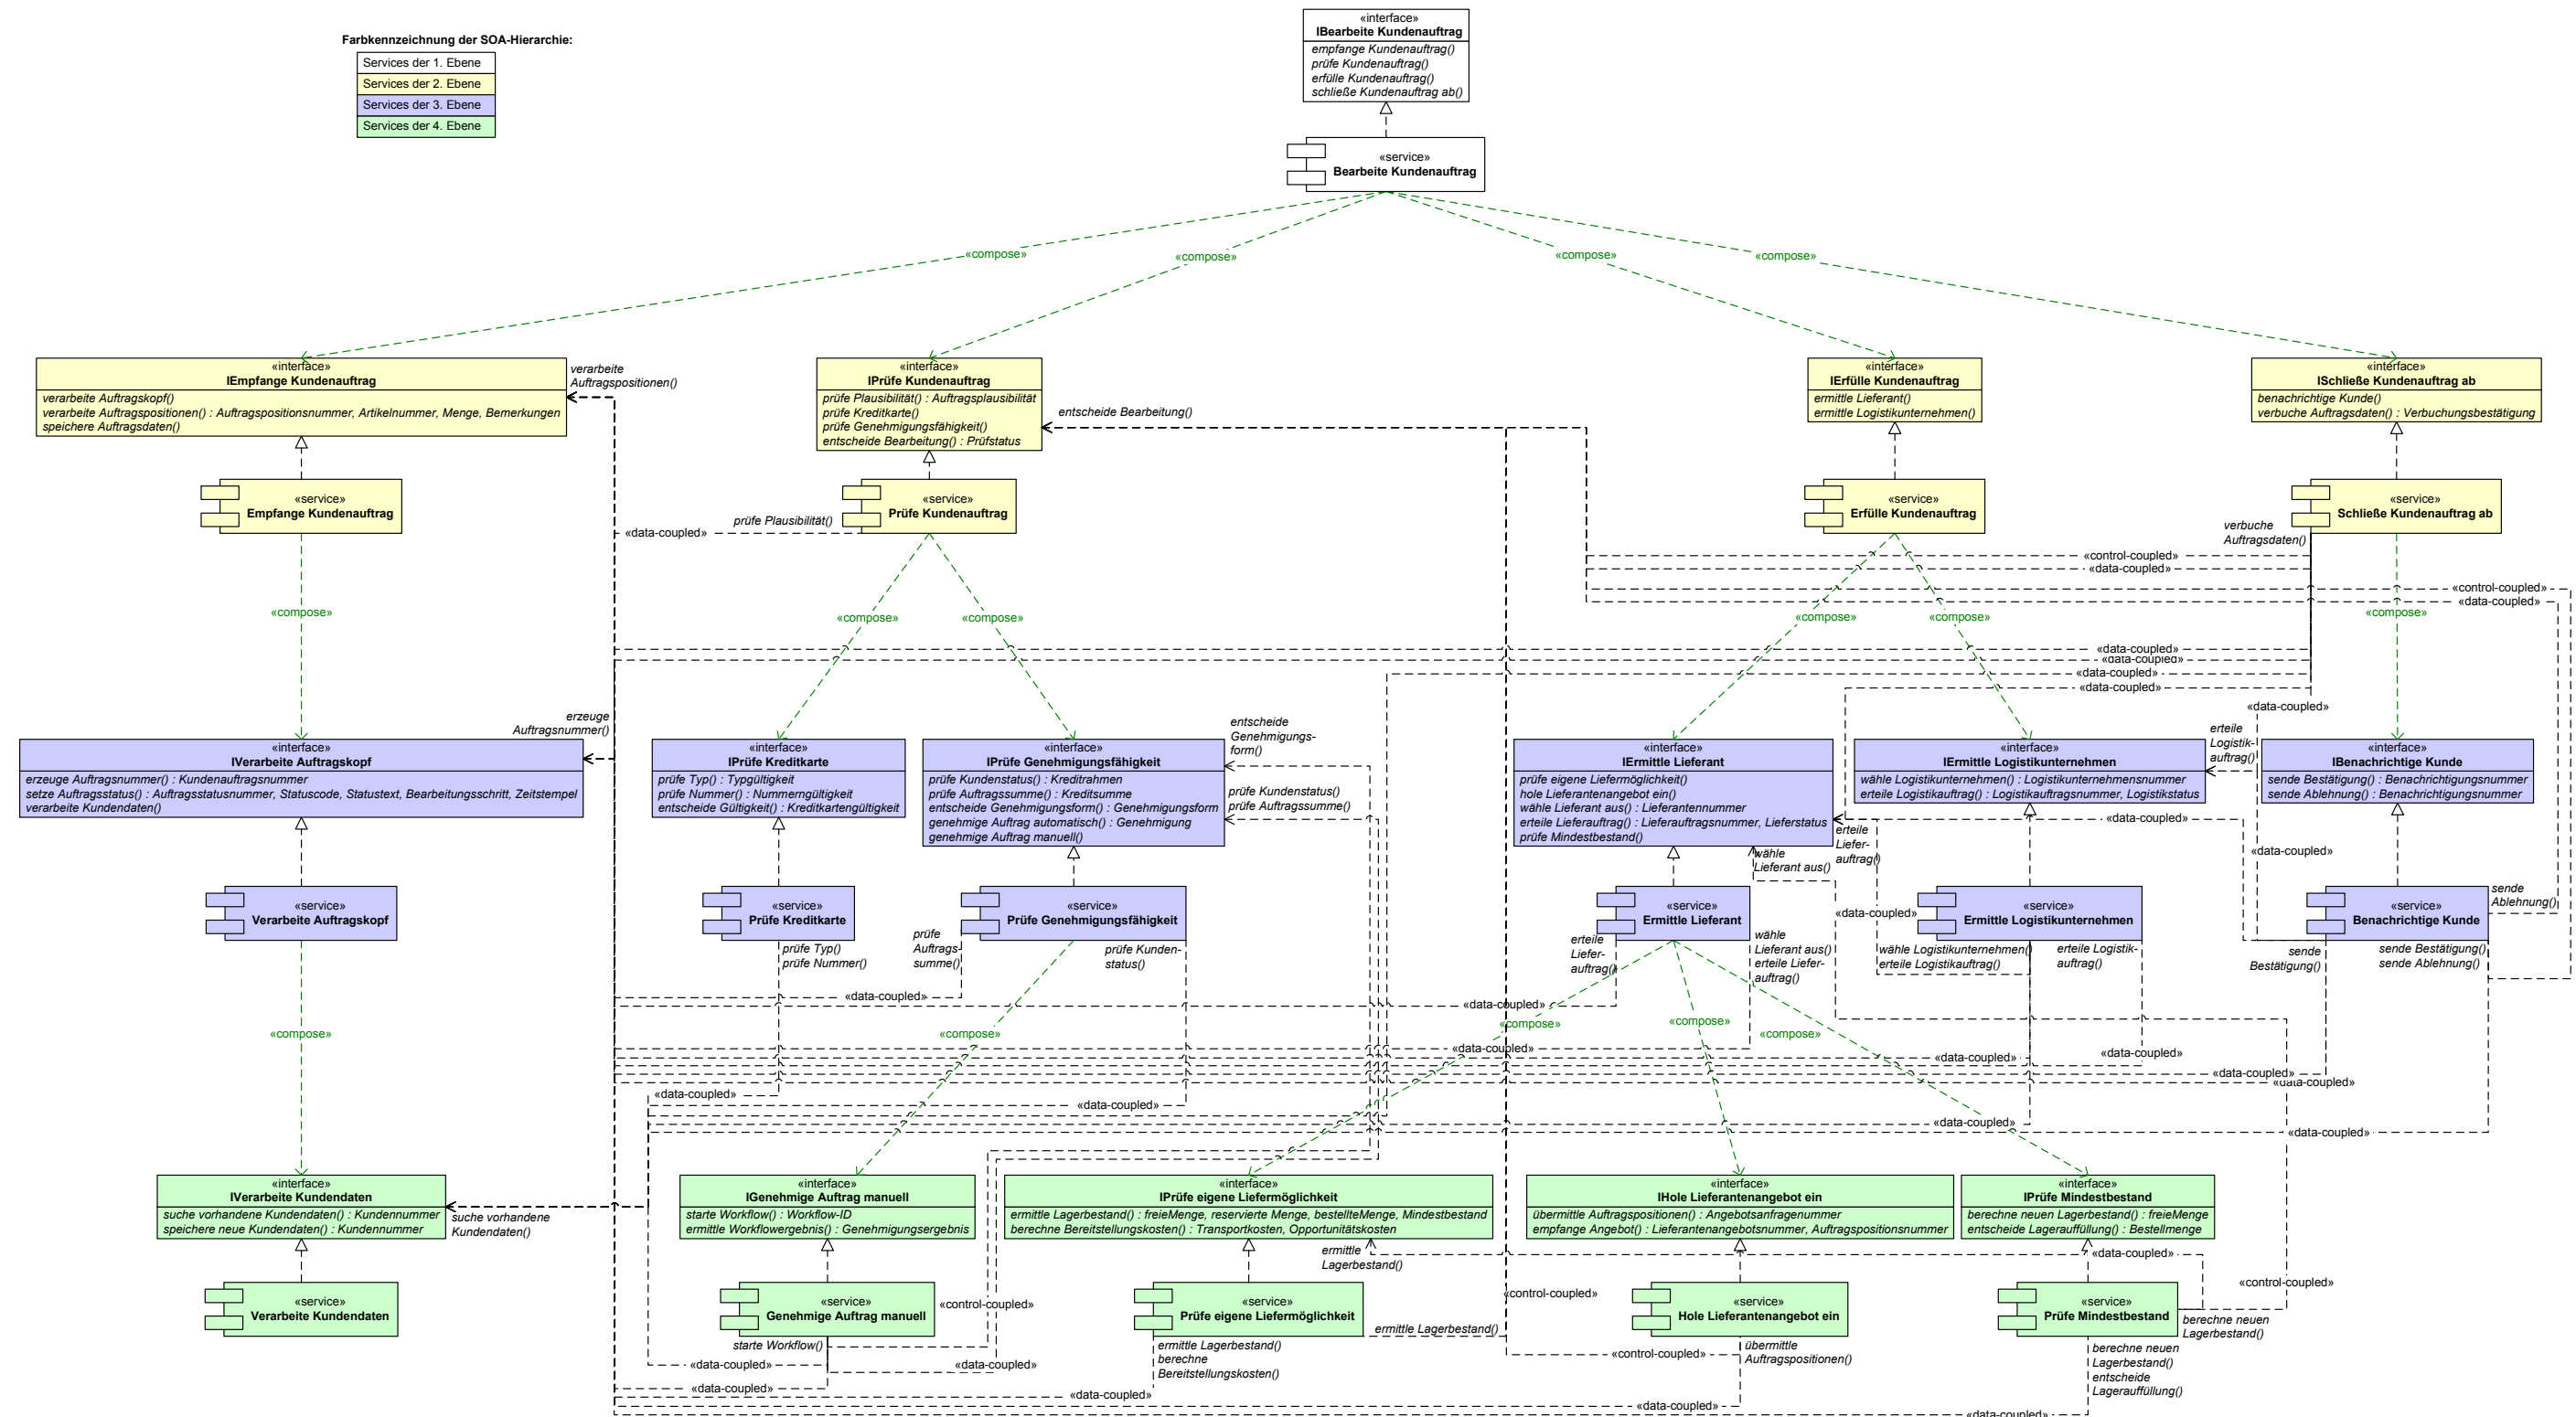 «interface»
IBearbeite Kundenauftrag
empfange Kundenauftrag()
prüfe Kundenauftrag()
erfülle Kundenauftrag()
schließe Kundenauftrag ab()
Farbkennzeichnung der SOA-Hierarchie:
Services der 1. Ebene
Services der 2. Ebene
Services der 3. Ebene
Services der 4. Ebene
«service»
Bearbeite Kundenauftrag
«compose»
«compose»
«compose»
«compose»
«interface»
IEmpfange Kundenauftrag
verarbeite Auftragskopf()
verarbeite Auftragspositionen() : Auftragspositionsnummer, Artikelnummer, Menge, Bemerkungen
speichere Auftragsdaten()
verarbeite
Auftragspositionen()
«interface»
IPrüfe Kundenauftrag
prüfe Plausibilität() : Auftragsplausibilität
prüfe Kreditkarte()
prüfe Genehmigungsfähigkeit()
entscheide Bearbeitung() : Prüfstatus
entscheide Bearbeitung()
«interface»
IErfülle Kundenauftrag
ermittle Lieferant()
ermittle Logistikunternehmen()
«interface»
ISchließe Kundenauftrag ab
benachrichtige Kunde()
verbuche Auftragsdaten() : Verbuchungsbestätigung
«service»
Empfange Kundenauftrag
«service»
Prüfe Kundenauftrag
«service»
Erfülle Kundenauftrag
«service»
Schließe Kundenauftrag ab
prüfe Plausibilität()
«data-coupled»
verbuche
Auftragsdaten()
«control-coupled»
«data-coupled»
«control-coupled»
«data-coupled»
«compose»
«compose»
«compose»
«compose»
«compose»
«compose»
«data-coupled»
«data-coupled»
«data-coupled»
«data-coupled»
«data-coupled»
erzeuge
Auftragsnummer()
entscheide
Genehmigungs-
form()
erteile
Logistik-
auftrag()
«interface»
IVerarbeite Auftragskopf
erzeuge Auftragsnummer() : Kundenauftragsnummer
setze Auftragsstatus() : Auftragsstatusnummer, Statuscode, Statustext, Bearbeitungsschritt, Zeitstempel
verarbeite Kundendaten()
«interface»
IPrüfe Kreditkarte
prüfe Typ() : Typgültigkeit
prüfe Nummer() : Nummerngültigkeit
entscheide Gültigkeit() : Kreditkartengültigkeit
«interface»
IPrüfe Genehmigungsfähigkeit
prüfe Kundenstatus() : Kreditrahmen
prüfe Auftragssumme() : Kreditsumme
entscheide Genehmigungsform() : Genehmigungsform
genehmige Auftrag automatisch() : Genehmigung
genehmige Auftrag manuell()
prüfe Kundenstatus()
prüfe Auftragssumme()
«interface»
IErmittle Lieferant
prüfe eigene Liefermöglichkeit()
hole Lieferantenangebot ein()
wähle Lieferant aus() : Lieferantennummer
erteile Lieferauftrag() : Lieferauftragsnummer, Lieferstatus
prüfe Mindestbestand()
«interface»
IErmittle Logistikunternehmen
wähle Logistikunternehmen() : Logistikunternehmensnummer
erteile Logistikauftrag() : Logistikauftragsnummer, Logistikstatus
«interface»
IBenachrichtige Kunde
sende Bestätigung() : Benachrichtigungsnummer
sende Ablehnung() : Benachrichtigungsnummer
«data-coupled»
erteile
Liefer-
auftrag()
wähle
Lieferant aus()
«data-coupled»
«service»
Verarbeite Auftragskopf
«service»
Prüfe Kreditkarte
«service»
Prüfe Genehmigungsfähigkeit
«service»
Ermittle Lieferant
«data-coupled»
«service»
Ermittle Logistikunternehmen
«service»
Benachrichtige Kunde
sende
Ablehnung()
prüfe Typ()
prüfe Nummer()
prüfe
Auftrags-
summe()
prüfe Kunden-
status()
erteile
Liefer-
auftrag()
wähle
Lieferant aus()
erteile Liefer-
auftrag()
wähle Logistikunternehmen()
erteile Logistikauftrag()
erteile Logistik-
auftrag()
sende
Bestätigung()
sende Bestätigung()
sende Ablehnung()
«data-coupled»
«data-coupled»
«compose»
«compose»
«compose»
«compose»
«compose»
«data-coupled»
«data-coupled»
«data-coupled»
«data-coupled»
«data-coupled»
«data-coupled»
«data-coupled»
«data-coupled»
«data-coupled»
«interface»
IVerarbeite Kundendaten
suche vorhandene Kundendaten() : Kundennummer
speichere neue Kundendaten() : Kundennummer
suche vorhandene
Kundendaten()
«interface»
IGenehmige Auftrag manuell
starte Workflow() : Workflow-ID
ermittle Workflowergebnis() : Genehmigungsergebnis
«interface»
IPrüfe eigene Liefermöglichkeit
ermittle Lagerbestand() : freieMenge, reservierte Menge, bestellteMenge, Mindestbestand
berechne Bereitstellungskosten() : Transportkosten, Opportunitätskosten
«interface»
IHole Lieferantenangebot ein
übermittle Auftragspositionen() : Angebotsanfragenummer
empfange Angebot() : Lieferantenangebotsnummer, Auftragspositionsnummer
«interface»
IPrüfe Mindestbestand
berechne neuen Lagerbestand() : freieMenge
entscheide Lagerauffüllung() : Bestellmenge
ermittle
Lagerbestand()
«data-coupled»
«control-coupled»
«service»
Verarbeite Kundendaten
«service»
Genehmige Auftrag manuell
«control-coupled»
«service»
Prüfe eigene Liefermöglichkeit
«control-coupled»
«service»
Hole Lieferantenangebot ein
«service»
Prüfe Mindestbestand
berechne neuen
Lagerbestand()
starte Workflow()
ermittle Lagerbestand()
ermittle Lagerbestand()
berechne
Bereitstellungskosten()
übermittle
Auftragspositionen()
«control-coupled»
berechne neuen
Lagerbestand()
entscheide
Lagerauffüllung()
«data-coupled»
«data-coupled»
«data-coupled»
«data-coupled»
«data-coupled»
«data-coupled»